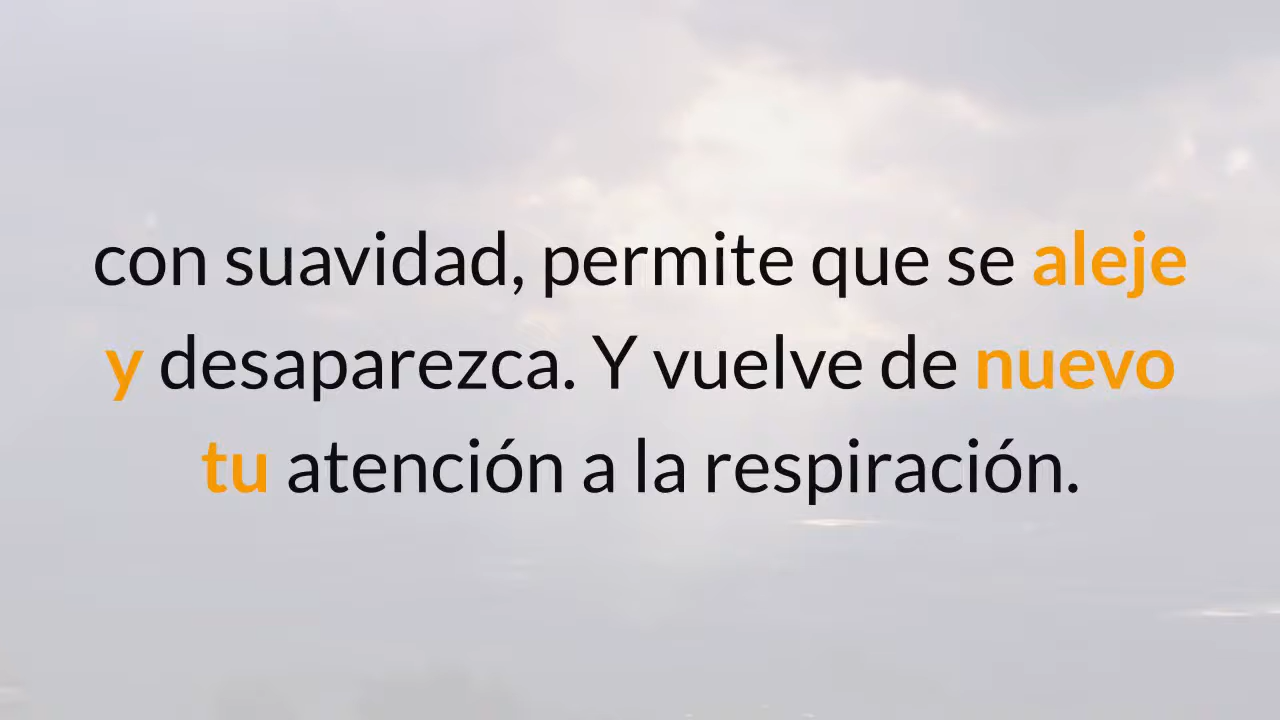 con suavidad, permite que se aleje
y desaparezca. Y vuelve de nuevo
tu atención a la respiración.